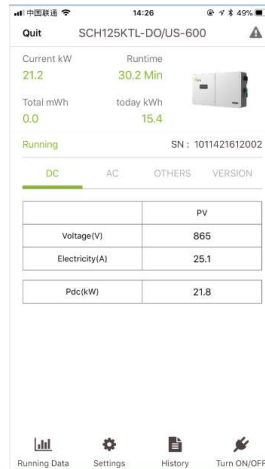 中国联通 14:26 49%
Quit SCH125KTL-DO/US-600
Current kW Runtime
21.2 30.2 Min
Total mWh today kWh
0.0 15.4
Running SN : 1011421612002
DC AC OTHERS VERSION
PV
Voltage(V) 865
Electricity(A) 25.1
Pdc(kW) 21.8
Running Data Settings History Turn ON/OFF